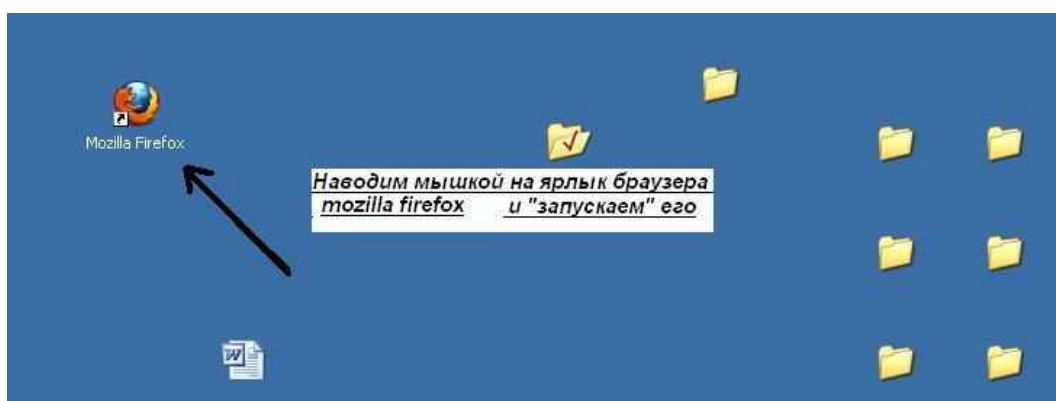 Mozilla Firefox
Наводим мышкой на ярлык браузера
mozilla firefox и "запускаем" его